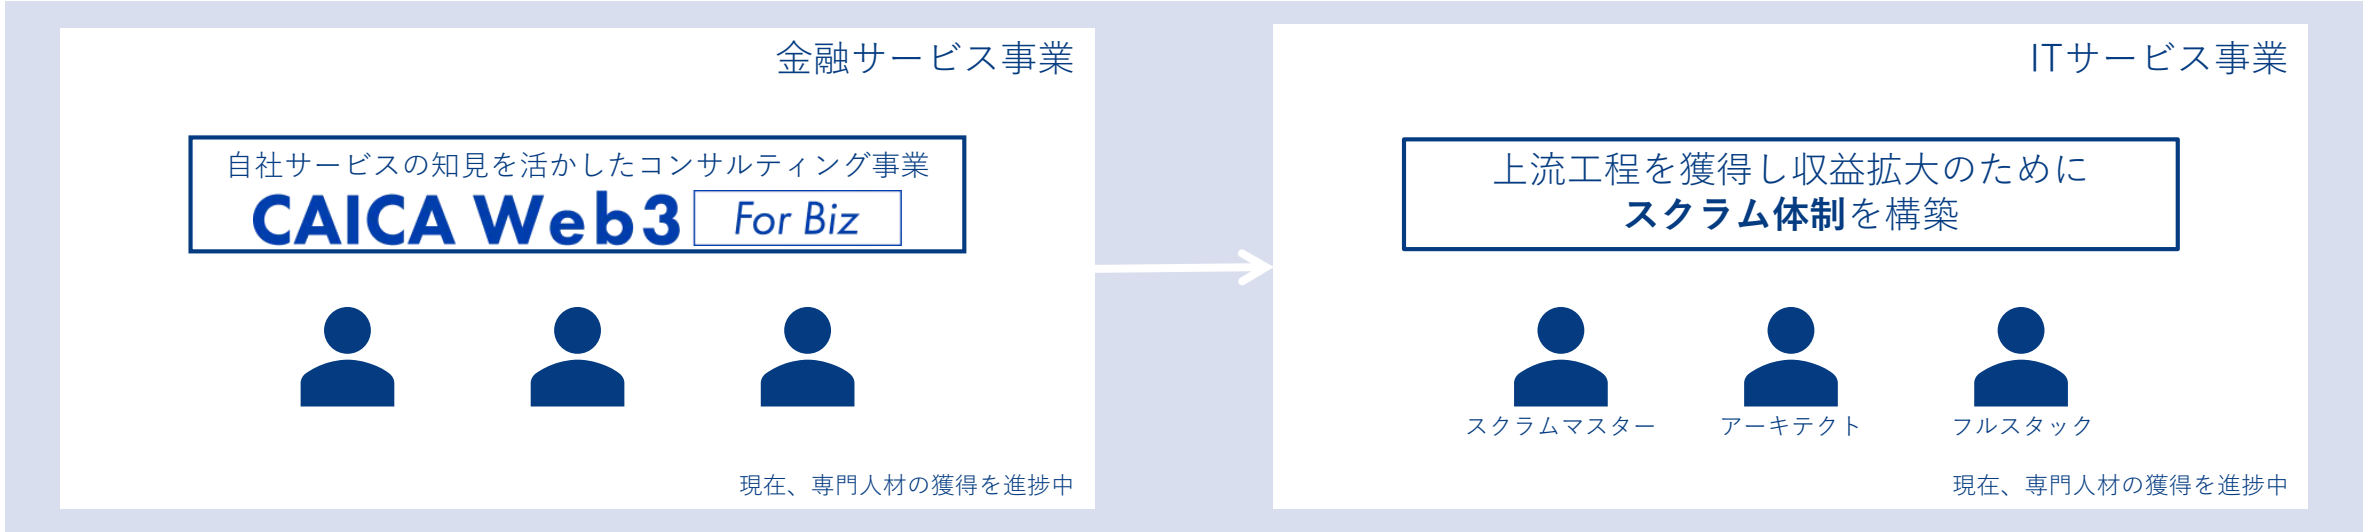 金融サービス事業
自社サービスの知見を活かしたコンサルティング事業
CAICA Web3 For Biz
現在、専門人材の獲得を進捗中
ITサービス事業
上流工程を獲得し収益拡大のために
スクラム体制を構築
スクラムマスター
アーキテクト
フルスタック
現在、専門人材の獲得を進捗中